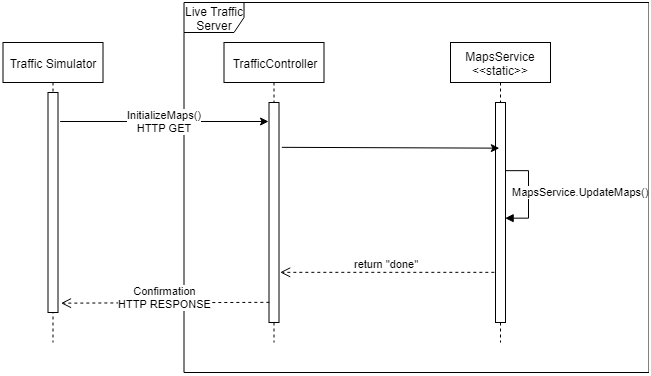 Live Traffic
Server
Traffic Simulator
TrafficController
MapsService
<<static>>
InitializeMaps()
HTTP GET
MapsService.UpdateMaps()
return "done"
Confirmation
HTTP RESPONSE